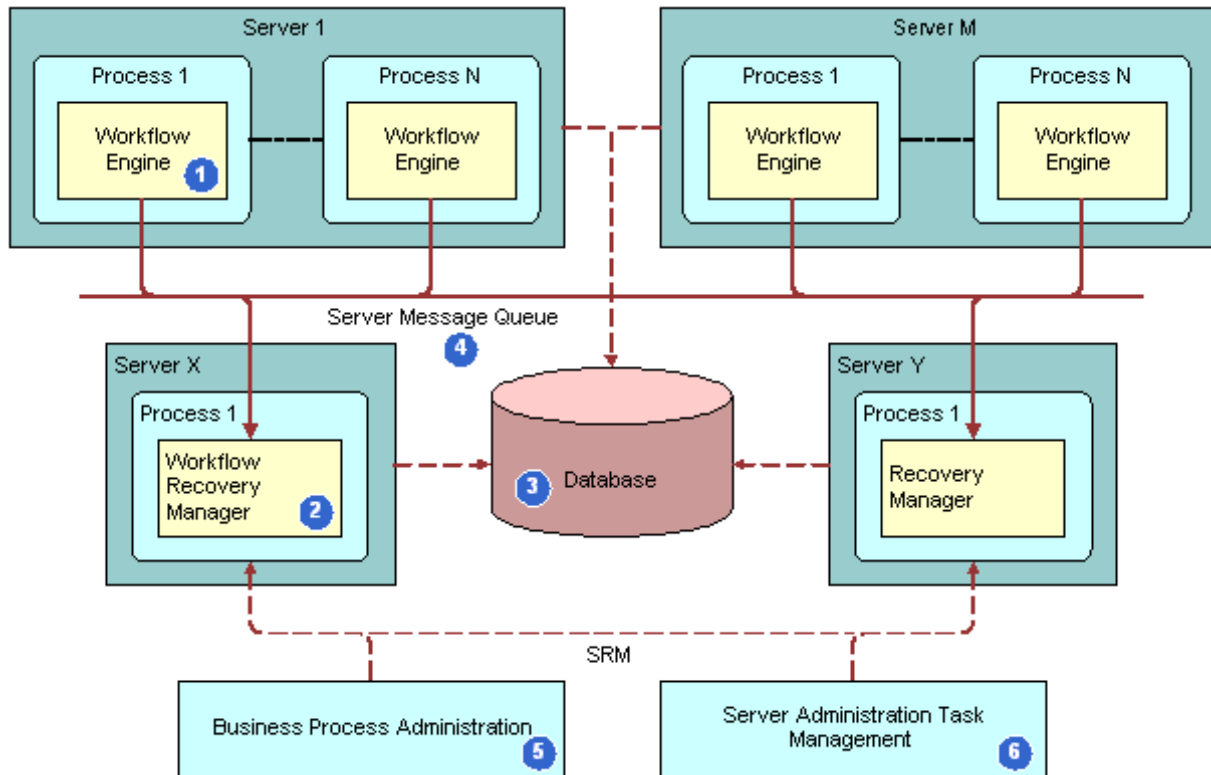 Server 1
Server M
Process 1
Process N
Process 1
Process N
Workflow
Engine
1
Workflow
Engine
Workflow
Engine
Workflow
Engine
Server Message Queue
4
Server X
Process 1
Workflow
Recovery
Manager
2
3
Database
Server Y
Process 1
Recovery
Manager
SRM
Business Process Administration
5
Server Administration Task
Management
6